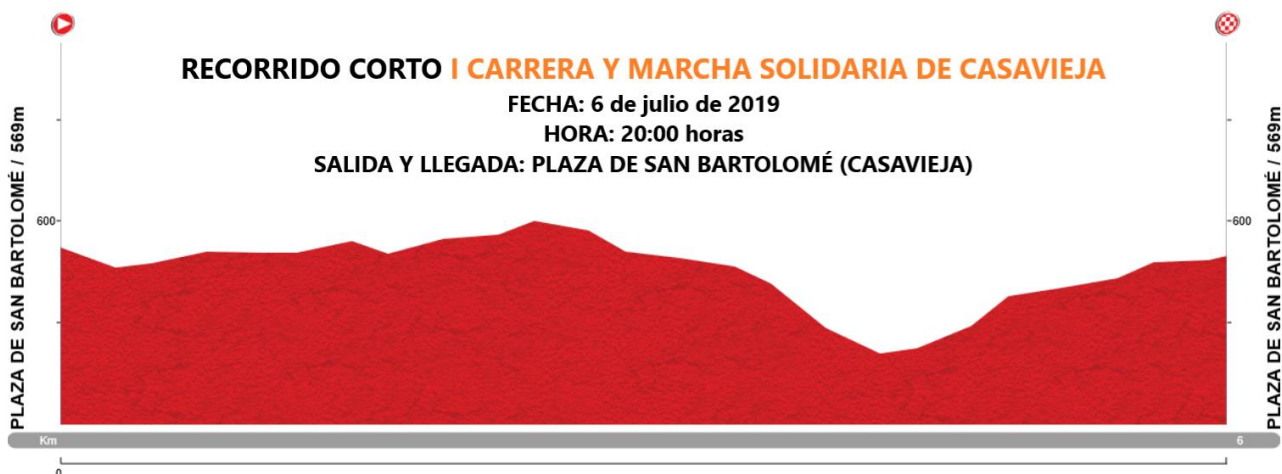 RECORRIDO CORTO I CARRERA Y MARCHA SOLIDARIA DE CASAVIEJA
FECHA: 6 de julio de 2019
HORA: 20:00 horas
SALIDA Y LLEGADA: PLAZA DE SAN BARTOLOMÉ (CASAVIEJA)
PLAZA DE SAN BARTOLOMÉ / 569m
600
600
PLAZA DE SAN BARTOLOMÉ / 569m
Km
6
0